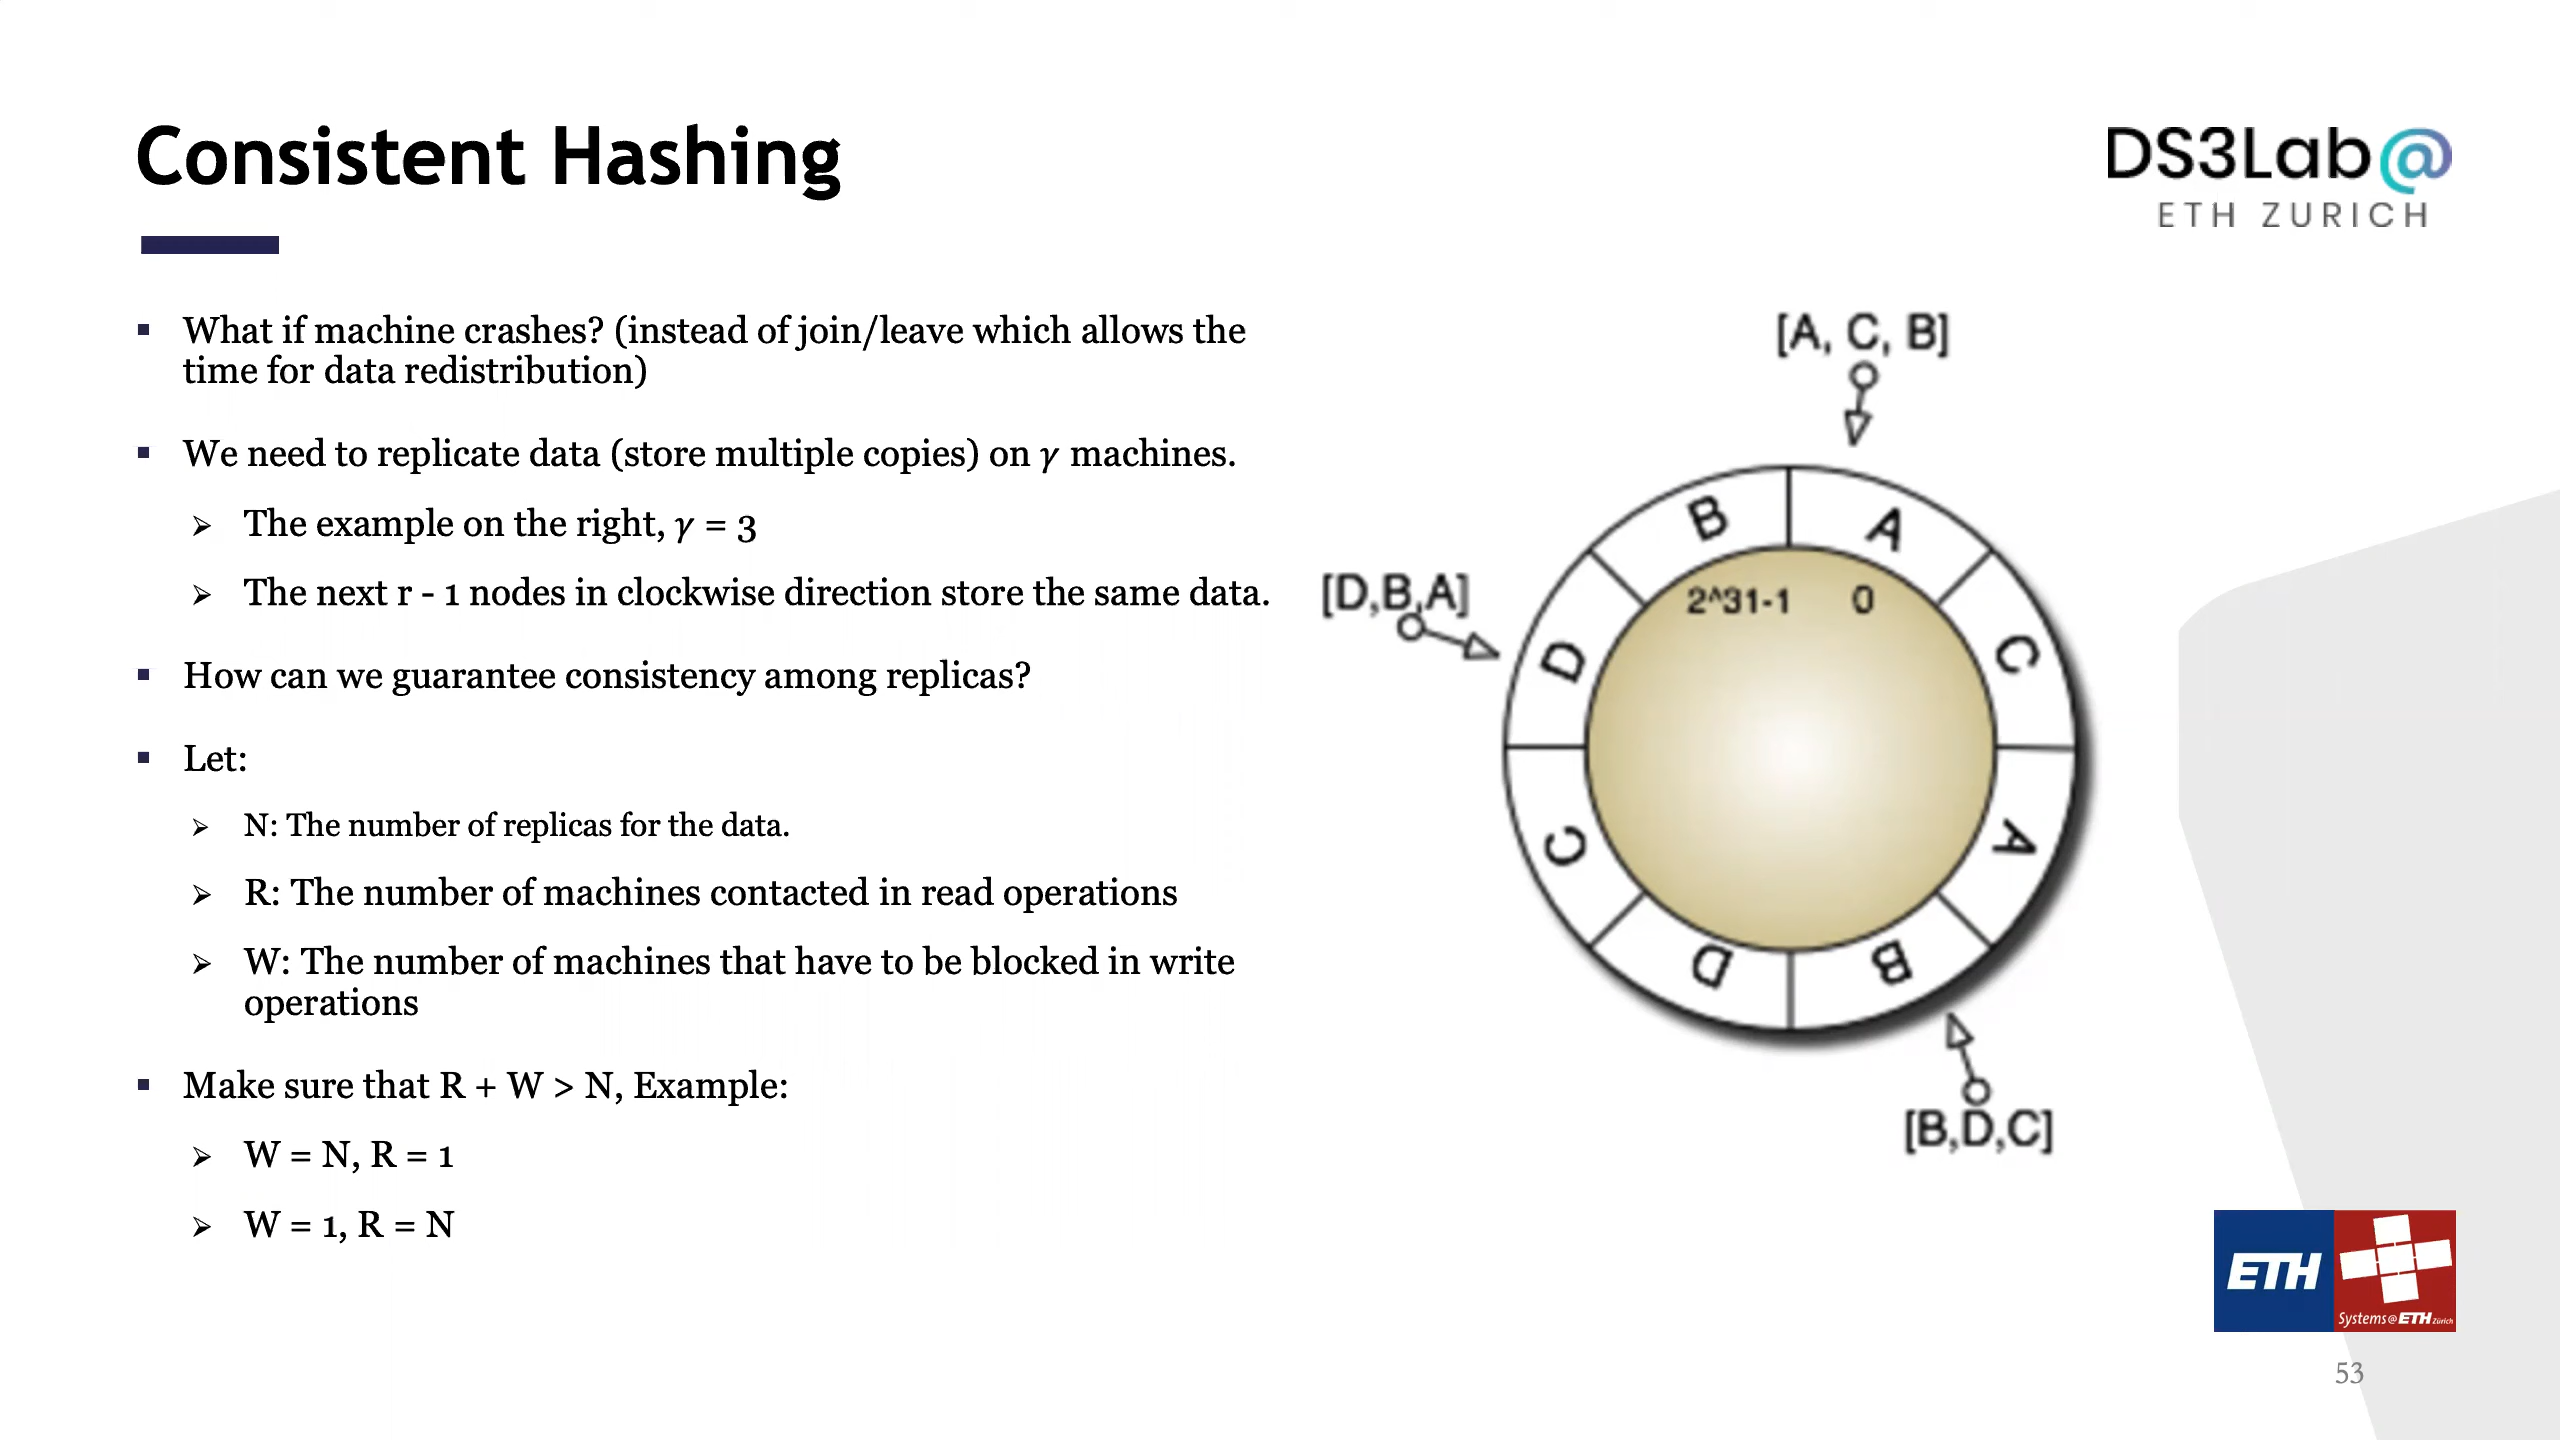 Consistent Hashing
DS3Lab@
ETH ZURICH
▪ What if machine crashes? (instead of join/leave which allows the
time for data redistribution)
▪ We need to replicate data (store multiple copies) on γ machines.
➢ The example on the right, γ = 3
➢ The next r - 1 nodes in clockwise direction store the same data.
▪ How can we guarantee consistency among replicas?
▪ Let:
➢ N: The number of replicas for the data.
➢ R: The number of machines contacted in read operations
➢ W: The number of machines that have to be blocked in write
operations
▪ Make sure that R + W > N, Example:
➢ W = N, R = 1
➢ W = 1, R = N
[A, C, B]
B
A
2^31-1
0
[D,B,A]
D
C
C
A
D
B
[B,D,C]
ETH
Systems@ETH Zürich
53